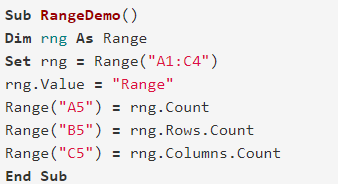 Sub RangeDemo()
Dim rng As Range
Set rng = Range("A1:C4")
rng.Value = "Range"
Range("A5") = rng.Count
Range("B5") = rng.Rows.Count
Range("C5") = rng.Columns.Count
End Sub